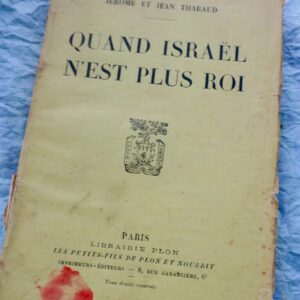 JÉRÔME ET JEAN THARAUD
QUAND ISRAËL
N'EST PLUS ROI
PARIS
LIBRAIRIE PLON
LES PETITS-FILS DE PLON ET NOURRIT
IMPRIMEURS-ÉDITEURS — 8, RUE GARANCIÈRE, 6e
Tous droits réservés